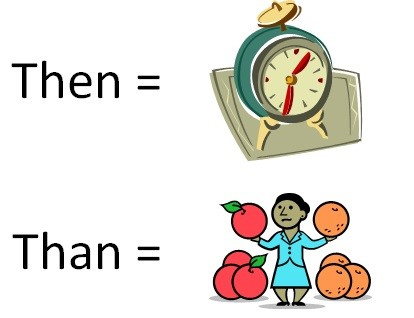 Then =
Than =